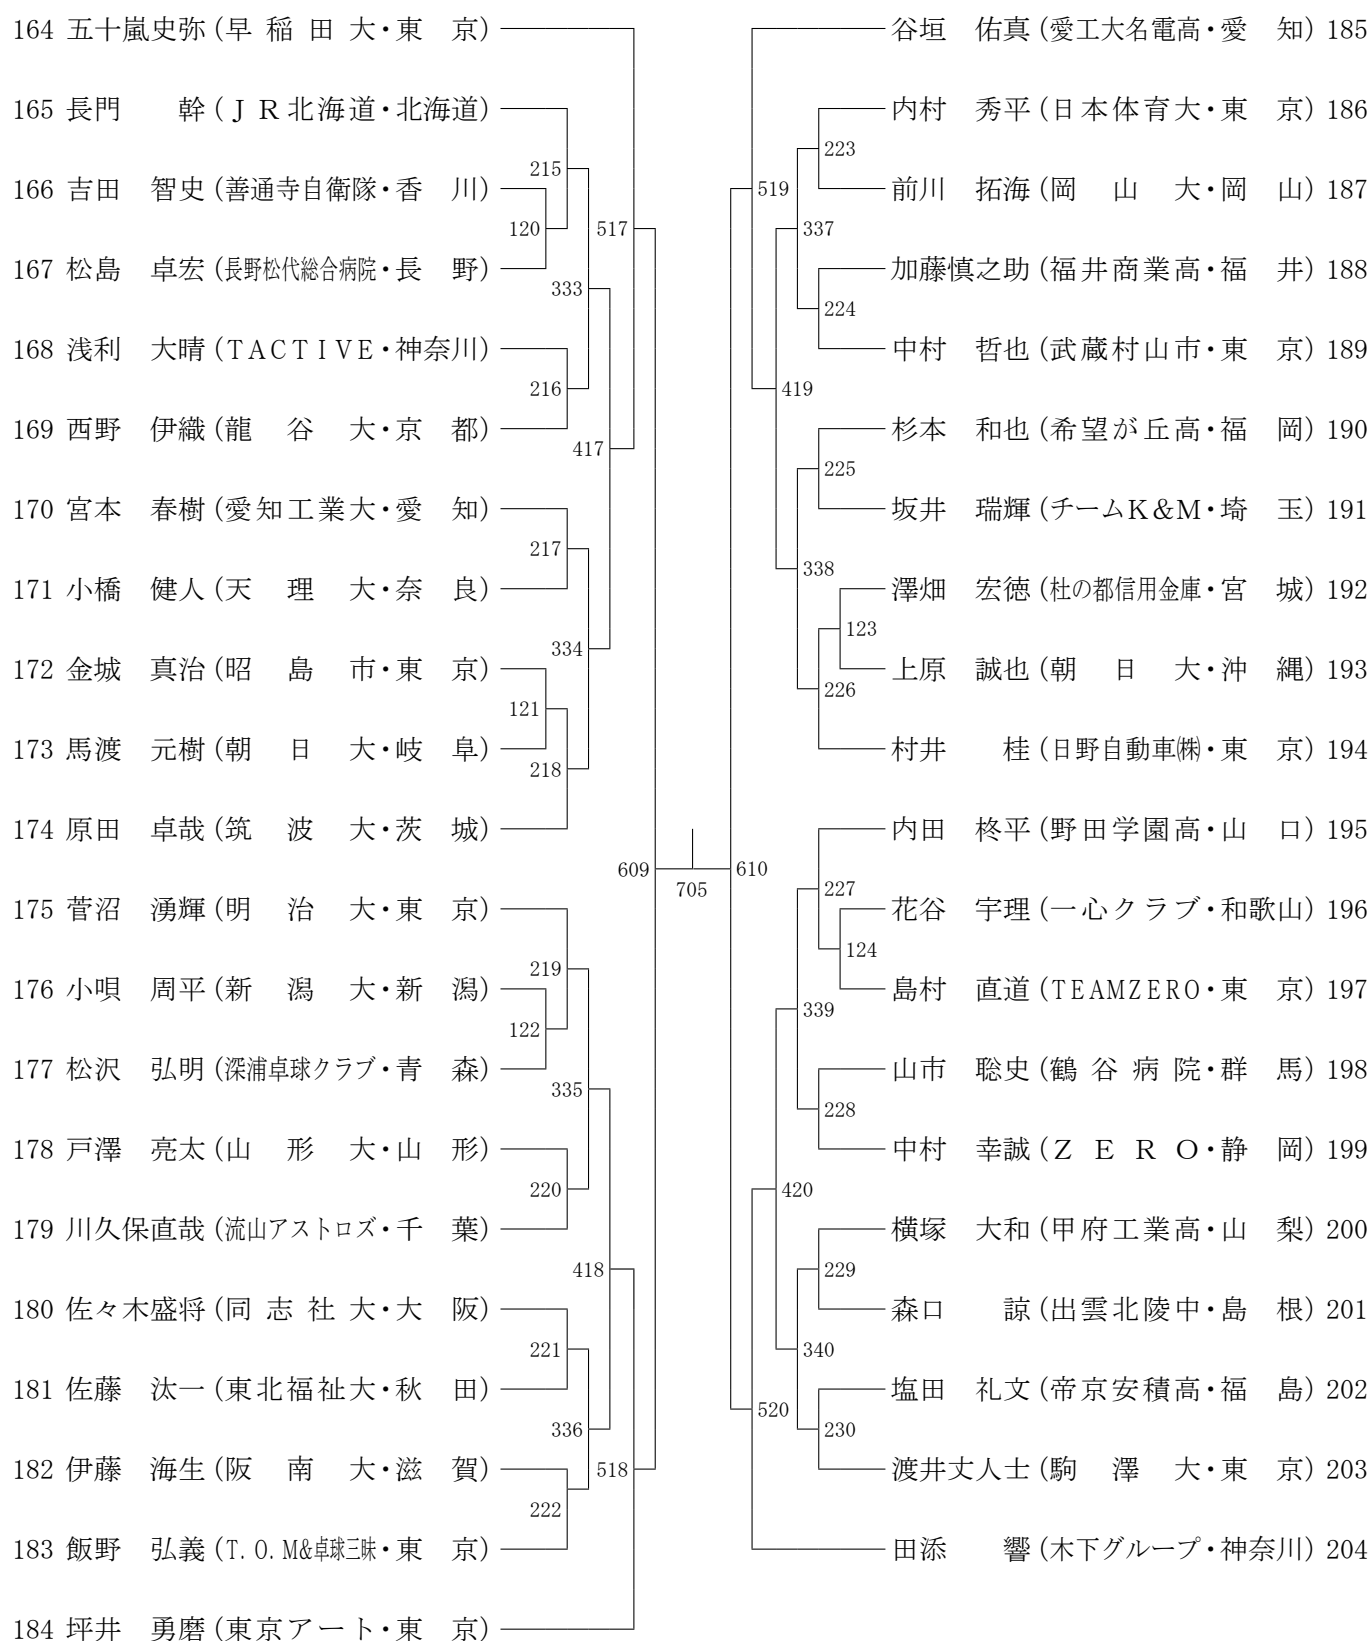 164 五十嵐史弥 (早稲田大・東京)
165 長門 幹 (JR北海道・北海道)
215
166 吉田 智史 (善通寺自衛隊・香川)
120
517
167 松島 卓宏 (長野松代総合病院・長野)
333
168 浅利 大晴 (TACTIVE・神奈川)
216
169 西野 伊織 (龍谷大・京都)
417
170 宮本 春樹 (愛知工業大・愛知)
217
171 小橋 健人 (天理大・奈良)
334
172 金城 真治 (昭島市・東京)
121
173 馬渡 元樹 (朝日大・岐阜)
218
174 原田 卓哉 (筑波大・茨城)
609
705
610
175 菅沼 湧輝 (明治大・東京)
219
176 小唄 周平 (新潟大・新潟)
122
177 松沢 弘明 (深浦卓球クラブ・青森)
335
178 戸澤 亮太 (山形大・山形)
220
179 川久保直哉 (流山アストロズ・千葉)
418
180 佐々木盛将 (同志社大・大阪)
221
181 佐藤 汰一 (東北福祉大・秋田)
336
182 伊藤 海生 (阪南大・滋賀)
518
222
183 飯野 弘義 (T.O.M&卓球三昧・東京)
184 坪井 勇磨 (東京アート・東京)
谷垣 佑真 (愛工大名電高・愛知) 185
内村 秀平 (日本体育大・東京) 186
223
519
前川 拓海 (岡山大・岡山) 187
337
加藤慎之助 (福井商業高・福井) 188
224
中村 哲也 (武蔵村山市・東京) 189
419
杉本 和也 (希望が丘高・福岡) 190
225
坂井 瑞輝 (チームK&M・埼玉) 191
338
澤畑 宏徳 (杜の都信用金庫・宮城) 192
123
上原 誠也 (朝日大・沖縄) 193
226
村井 桂 (日野自動車㈱・東京) 194
内田 柊平 (野田学園高・山口) 195
227
花谷 宇理 (一心クラブ・和歌山) 196
124
島村 直道 (TEAMZERO・東京) 197
339
山市 聡史 (鶴谷病院・群馬) 198
228
中村 幸誠 (ZERO・静岡) 199
420
横塚 大和 (甲府工業高・山梨) 200
229
森口 諒 (出雲北陵中・島根) 201
340
塩田 礼文 (帝京安積高・福島) 202
520
230
渡井丈人士 (駒澤大・東京) 203
田添 響 (木下グループ・神奈川) 204